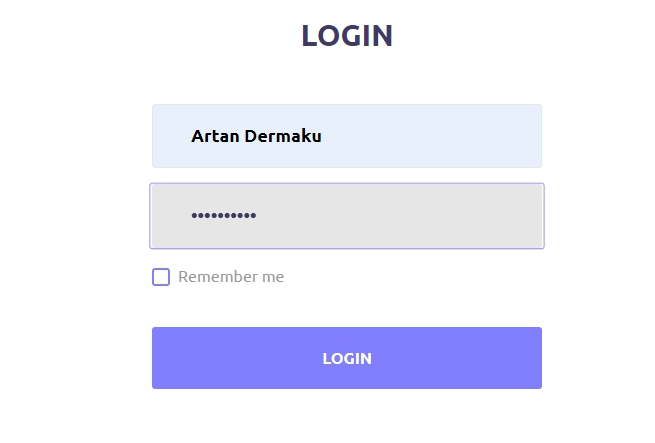 LOGIN
Artan Dermaku
••••••••••
Remember me
LOGIN